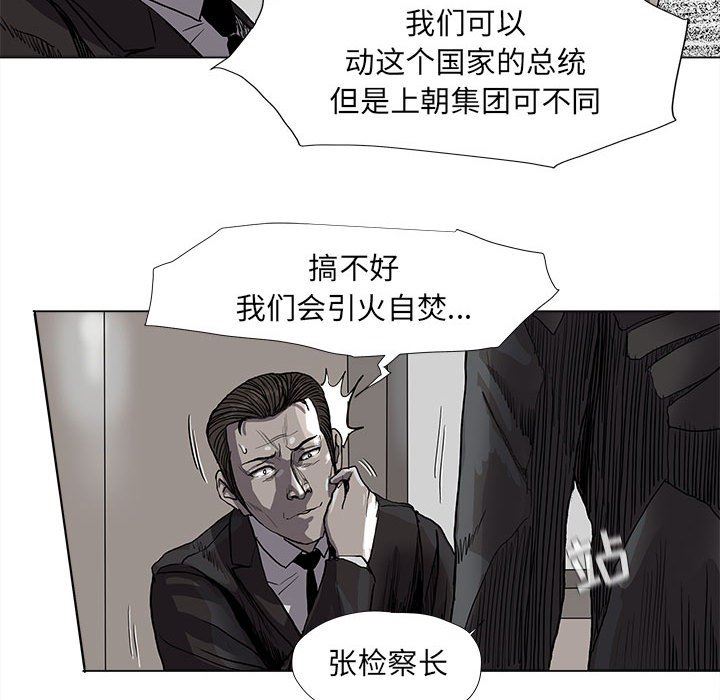 我们可以
动这个国家的总统
但是上朝集团可不同
搞不好
我们会引火自焚...
站
张检察长